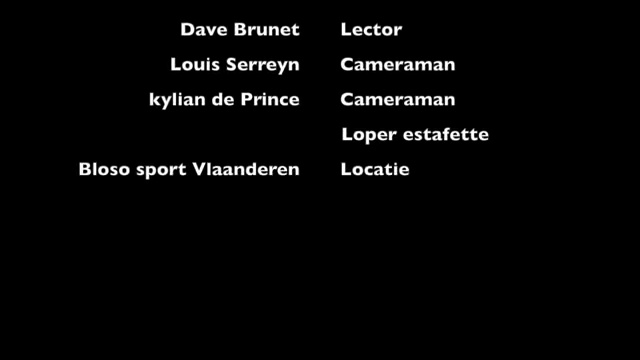 Dave Brunet Lector
Louis Serreyn Cameraman
kylian de Prince Cameraman
Loper estafette
Bloso sport Vlaanderen Locatie